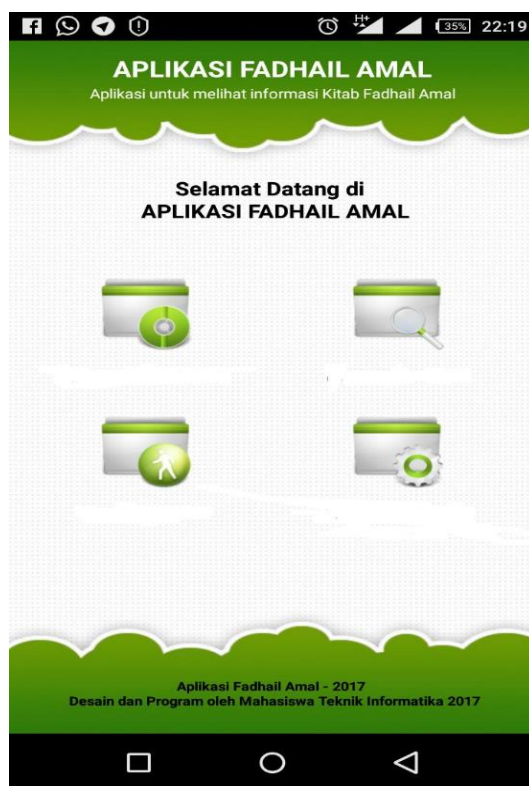 35% 22:19
APLIKASI FADHAIL AMAL
Aplikasi untuk melihat informasi Kitab Fadhail Amal
Selamat Datang di
APLIKASI FADHAIL AMAL
Aplikasi Fadhail Amal - 2017
Desain dan Program oleh Mahasiswa Teknik Informatika 2017